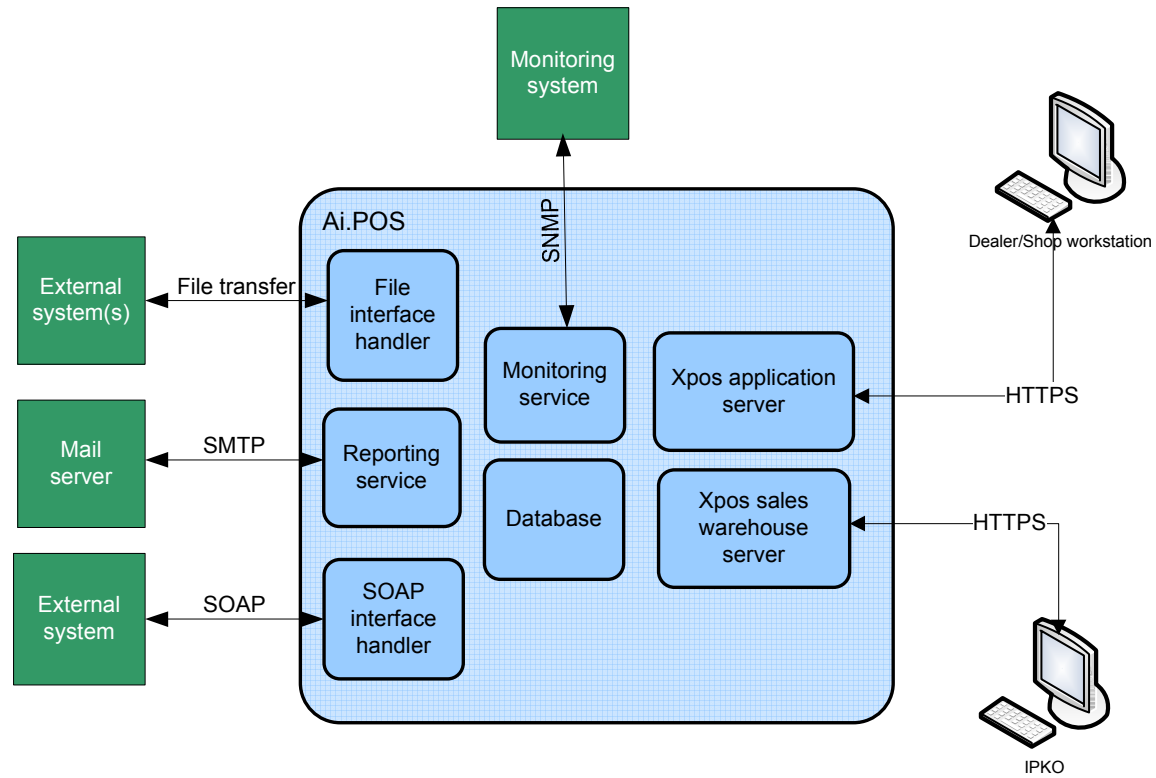 Monitoring
system
Ai.POS
SNMP
Dealer/Shop workstation
External
system(s)
File transfer
File
interface
handler
Monitoring
service
Xpos application
server
HTTPS
Mail
server
SMTP
Reporting
service
Database
Xpos sales
warehouse
server
HTTPS
External
system
SOAP
SOAP
interface
handler
IPKO